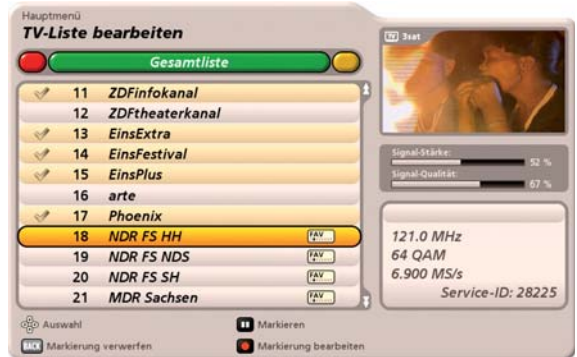 Hauptmenü
TV-Liste bearbeiten
Gesamtliste
11 ZDFinfokanal
12 ZDFtheaterkanal
13 EinsExtra
14 EinsFestival
15 EinsPlus
16 arte
17 Phoenix
18 NDR FS HH FAV
19 NDR FS NDS FAV
20 NDR FS SH FAV
21 MDR Sachsen FAV
Auswahl
Markieren
BACK Markierung verwerfen
Markierung bearbeiten
TV 3sat
Signal-Stärke:
52 %
Signal-Qualität:
67 %
121.0 MHz
64 QAM
6.900 MS/s
Service-ID: 28225